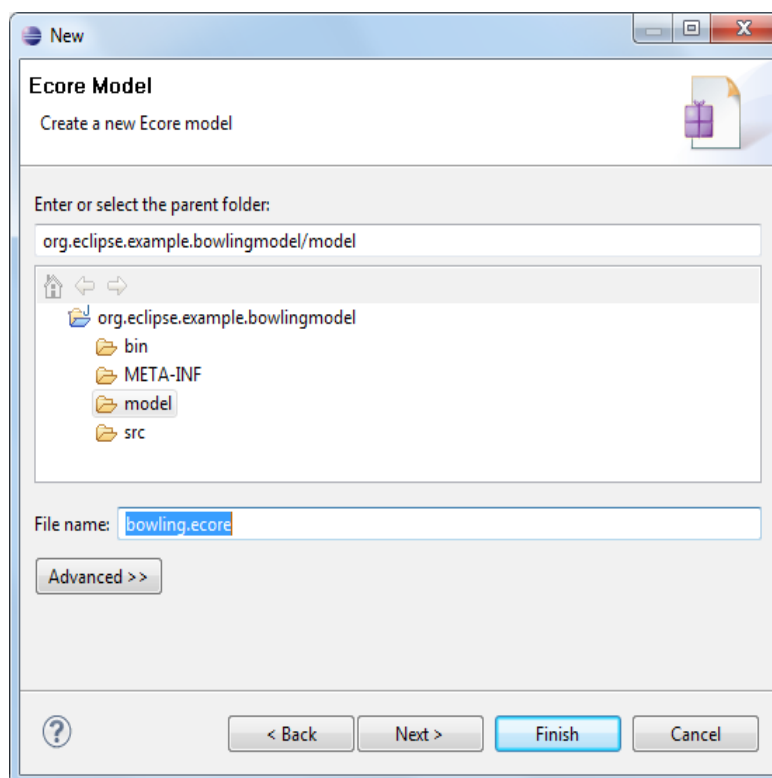 New
Ecore Model
Create a new Ecore model
Enter or select the parent folder:
org.eclipse.example.bowlingmodel/model
org.eclipse.example.bowlingmodel
bin
META-INF
model
src
File name: bowling.ecore
Advanced >>
? < Back Next > Finish Cancel